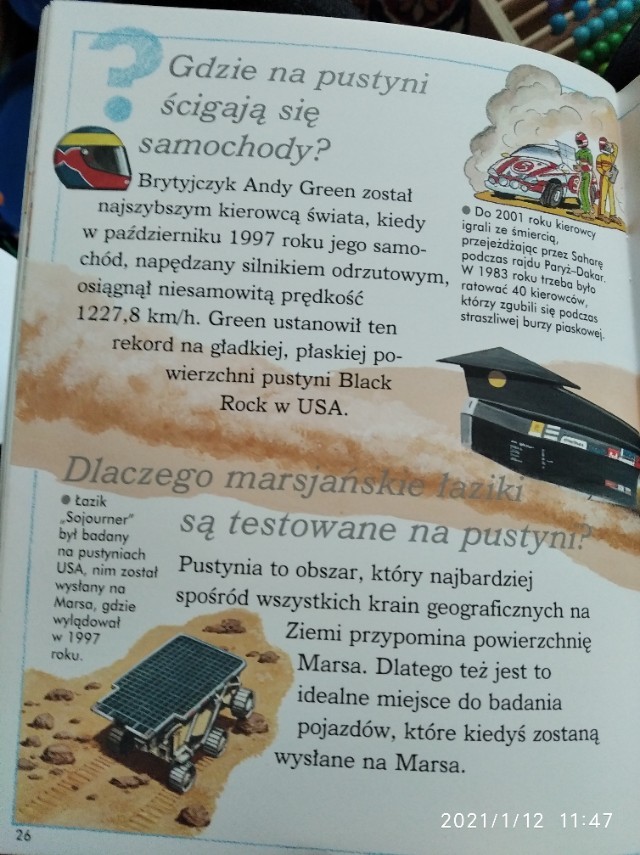 ?
Gdzie na pustyni
ścigają się
samochody?
Brytyjczyk Andy Green został
najszybszym kierowcą świata, kiedy
w październiku 1997 roku jego samo-
chód, napędzany silnikiem odrzutowym,
osiągnął niesamowitą prędkość
1227,8 km/h. Green ustanowił ten
rekord na gładkiej, płaskiej po-
wierzchni pustyni Black
Rock w USA.
● Do 2001 roku kierowcy
igrali ze śmiercią,
przejeżdżając przez Saharę
podczas rajdu Paryż–Dakar.
W 1983 roku trzeba było
ratować 40 kierowców,
którzy zgubili się podczas
straszliwej burzy piaskowej.
Dlaczego marsjańskie łaziki
są testowane na pustyni?
● Łazik
„Sojourner”
był badany
na pustyniach
USA, nim został
wysłany na
Marsa, gdzie
wylądował
w 1997
roku.
Pustynia to obszar, który najbardziej
spośród wszystkich krain geograficznych na
Ziemi przypomina powierzchnię
Marsa. Dlatego też jest to
idealne miejsce do badania
pojazdów, które kiedyś zostaną
wysłane na Marsa.
26
2021/1/12 11:47